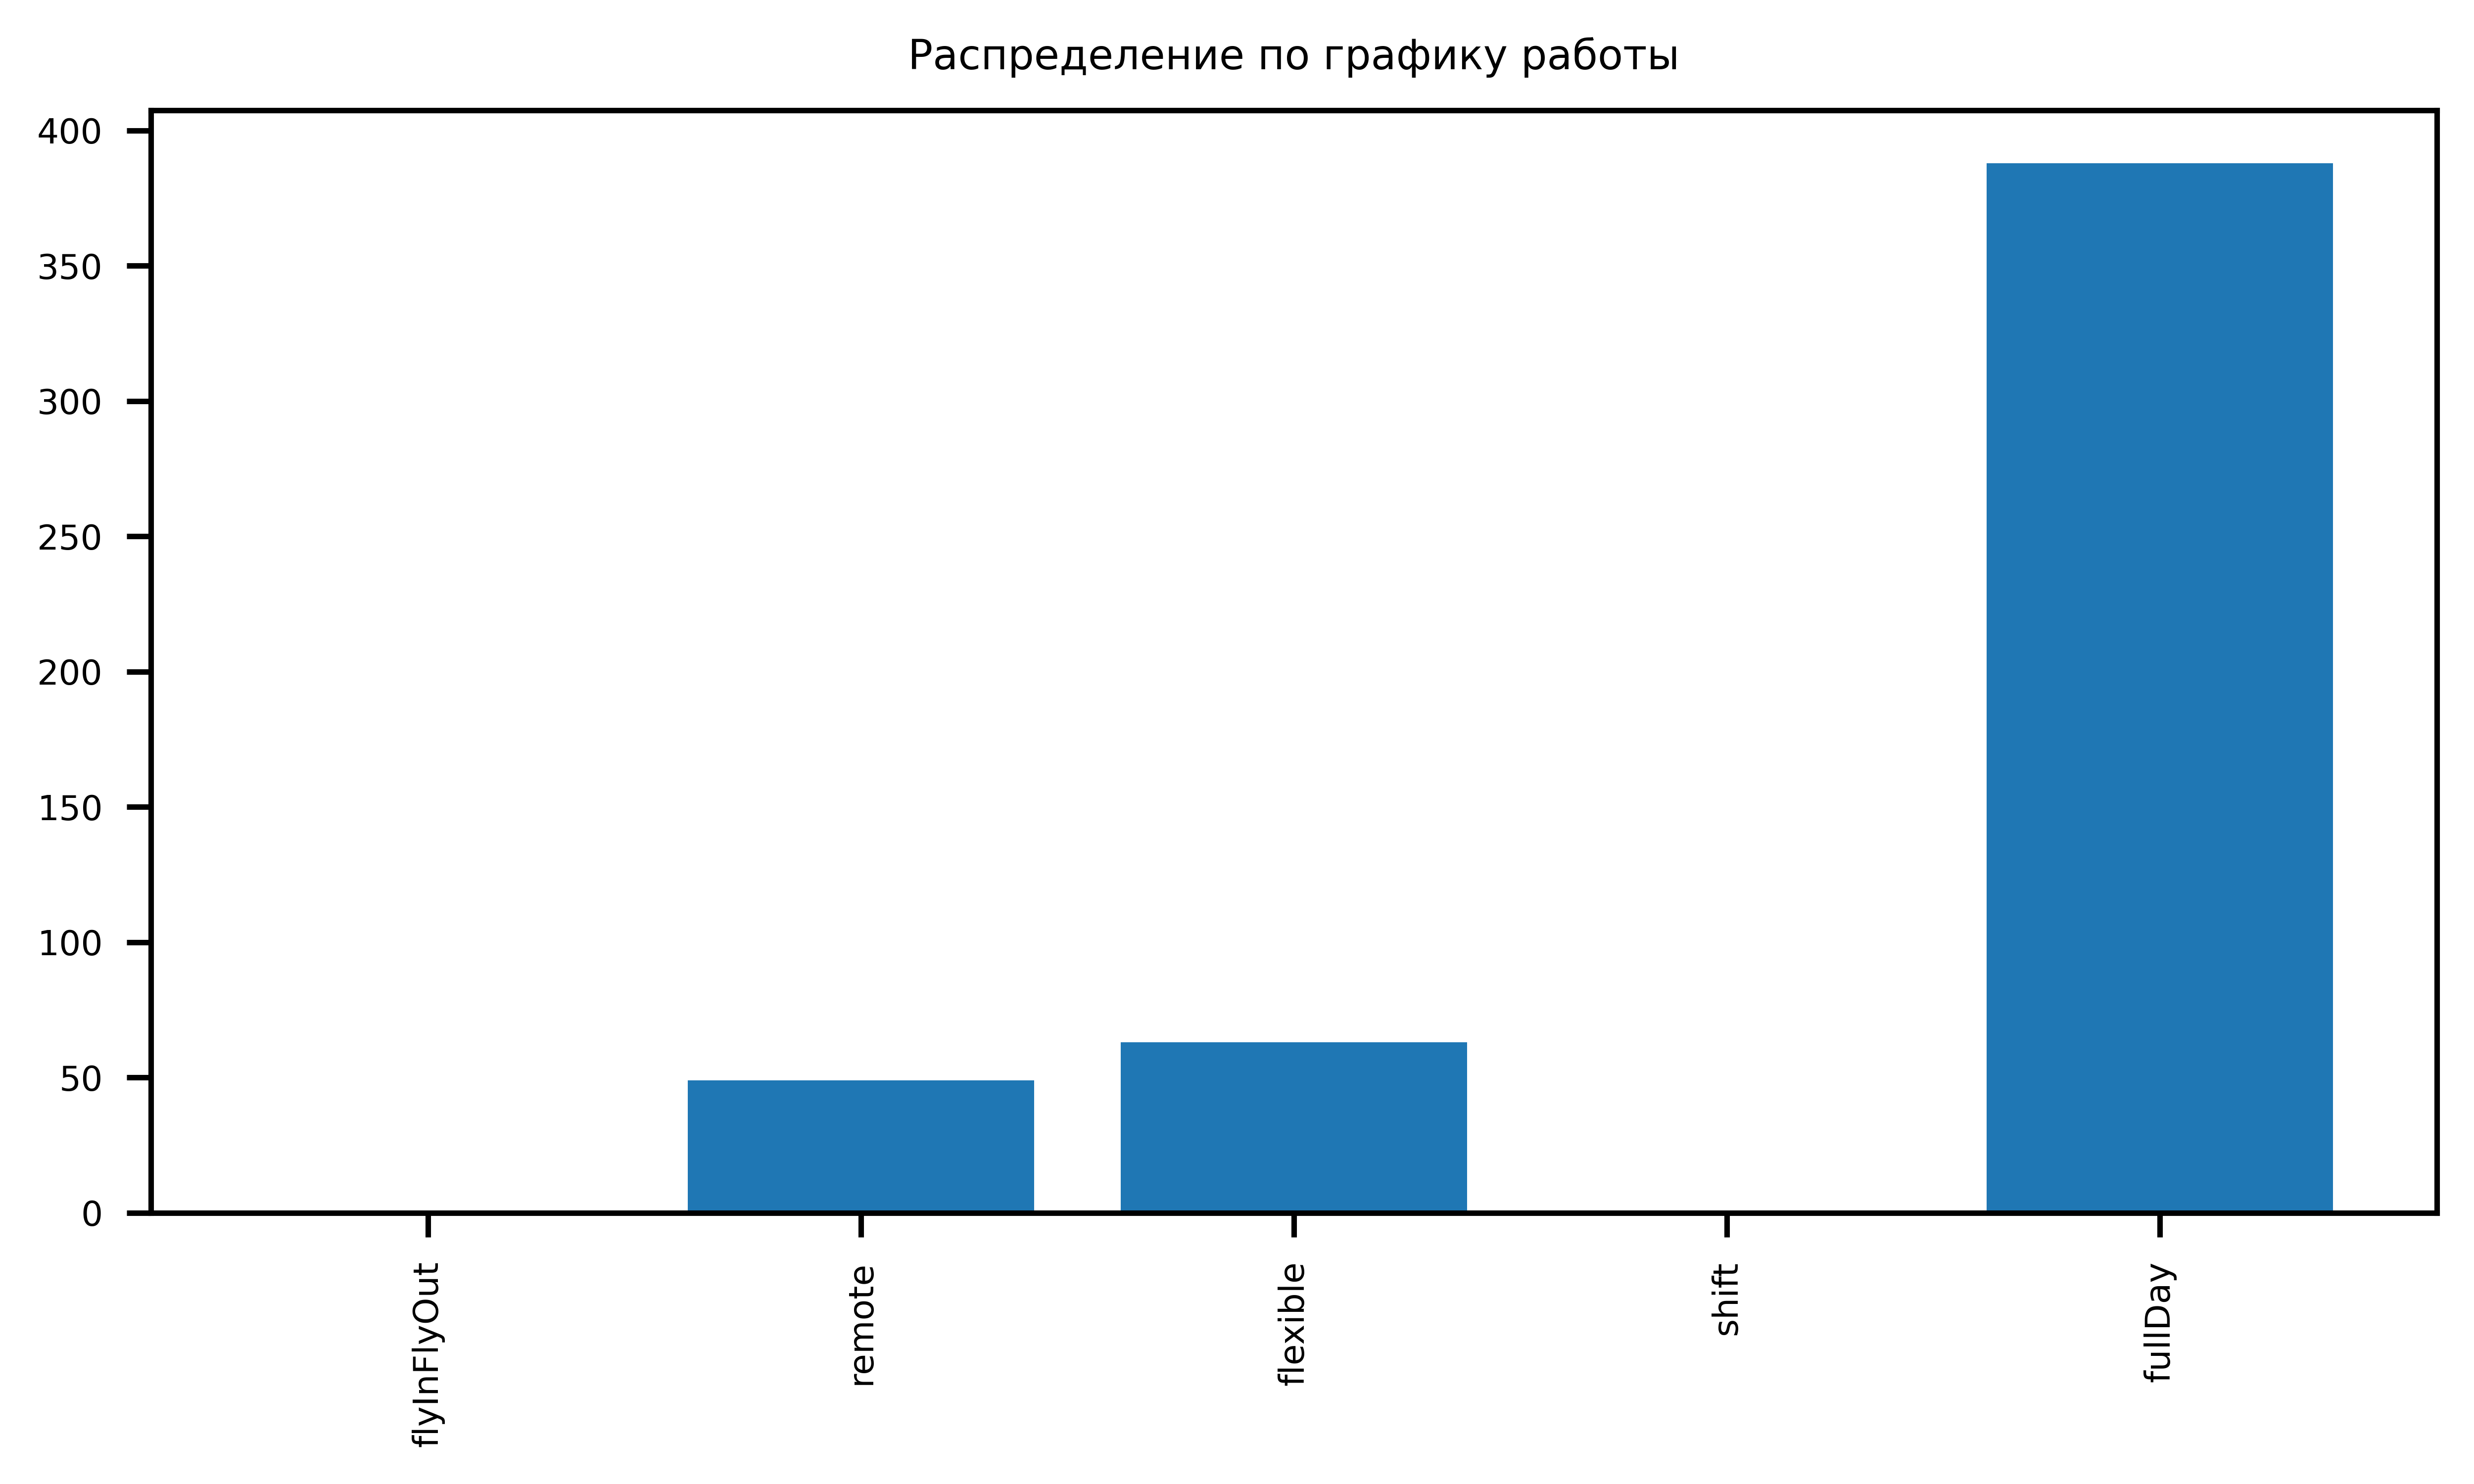 Распределение по графику работы
400
350
300
250
200
150
100
50
0
flyInFlyOut
remote
flexible
shift
fullDay